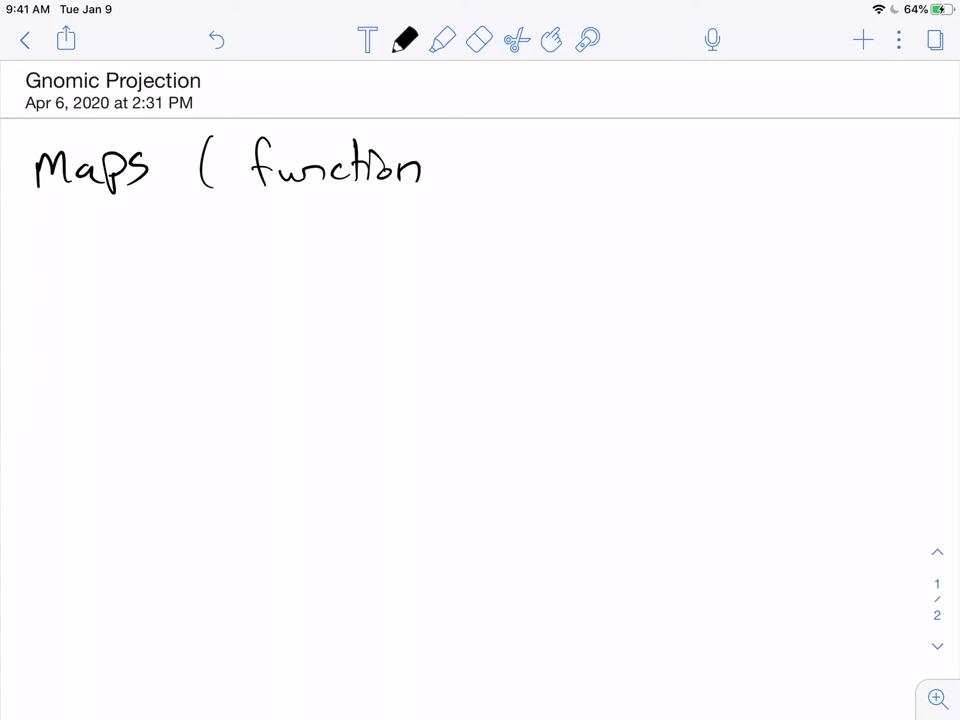 9:41 AM Tue Jan 9 64%
T
Gnomic Projection
Apr 6, 2020 at 2:31 PM
Maps ( function
1
/
2